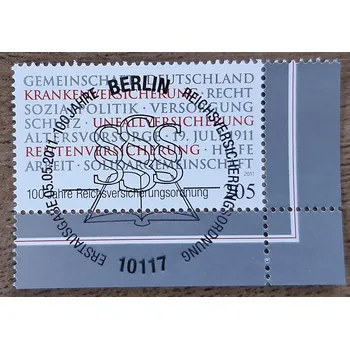 GEMEINSCHAFT DEUTSCHLAND
KRANKENVERSICHERUNG • RECHT
SOZIALPOLITIK • VERSORGUNG
SCHUTZ • UNFALLVERSICHERUNG
ALTERSVORSORGE 19. JULI 1911
RENTENVERSICHERUNG • HILFE
ARBEIT • SOLIDARGEMEINSCHAFT
2011
100 Jahre Reichsversicherungsordnung
05
BERLIN
ERSTAUSGABE 05.05.2011 • 100 JAHRE REICHSVERSICHERUNGSORDNUNG
10117